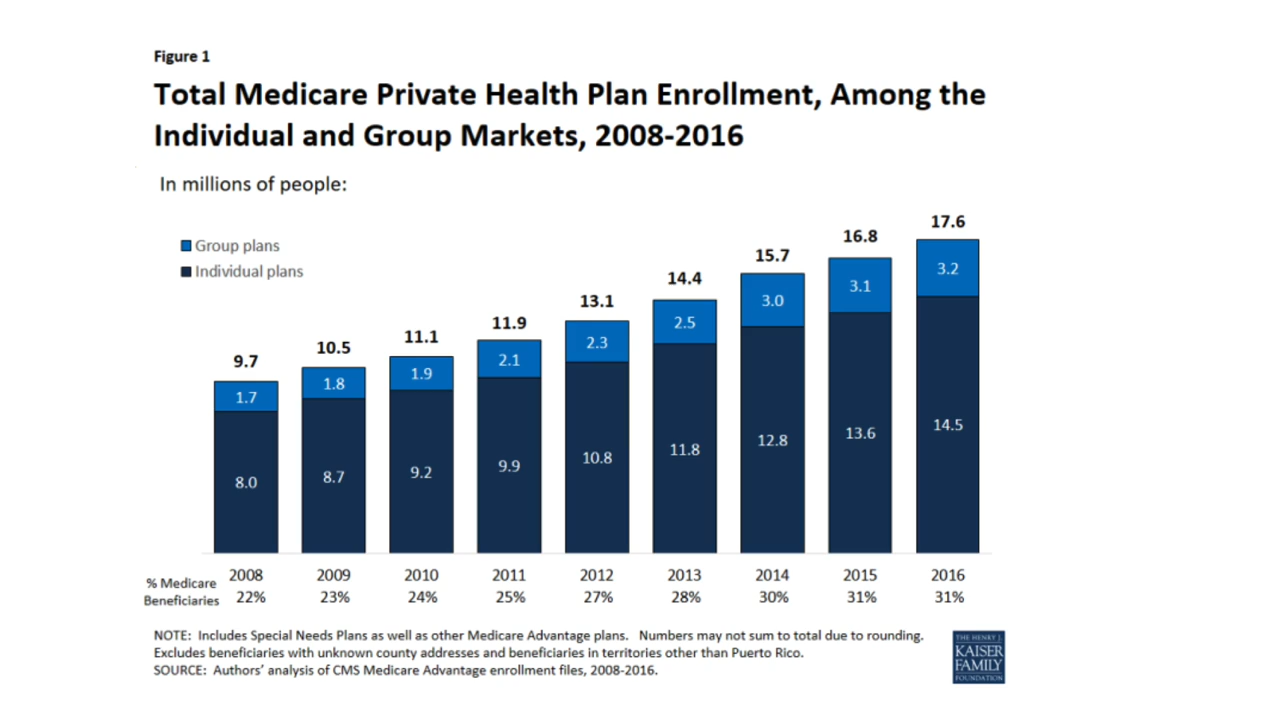 Figure 1
Total Medicare Private Health Plan Enrollment, Among the
Individual and Group Markets, 2008-2016
In millions of people:
Group plans
Individual plans
9.7
10.5
11.1
11.9
13.1
14.4
15.7
16.8
17.6
1.7
1.8
1.9
2.1
2.3
2.5
3.0
3.1
3.2
8.0
8.7
9.2
9.9
10.8
11.8
12.8
13.6
14.5
2008 2009 2010 2011 2012 2013 2014 2015 2016
% Medicare
Beneficiaries 22% 23% 24% 25% 27% 28% 30% 31% 31%
NOTE: Includes Special Needs Plans as well as other Medicare Advantage plans. Numbers may not sum to total due to rounding.
Excludes beneficiaries with unknown county addresses and beneficiaries in territories other than Puerto Rico.
SOURCE: Authors’ analysis of CMS Medicare Advantage enrollment files, 2008-2016.
THE HENRY J.
KAISER
FAMILY
FOUNDATION